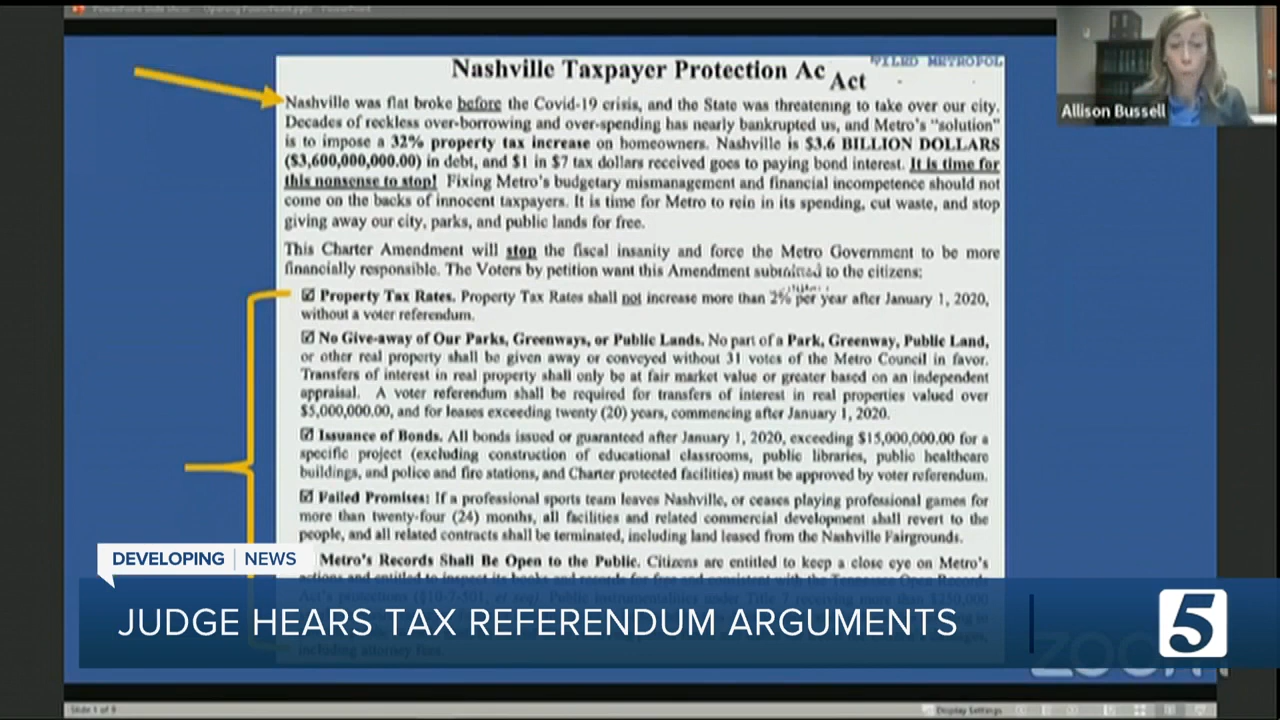 PowerPoint Slide Show
Nashville Taxpayer Protection Ac Act
FILED METROPOL
Allison Bussell
Nashville was flat broke before the Covid-19 crisis, and the State was threatening to take over our city.
Decades of reckless over-borrowing and over-spending has nearly bankrupted us, and Metro's "solution"
is to impose a 32% property tax increase on homeowners. Nashville is $3.6 BILLION DOLLARS
($3,600,000,000.00) in debt, and $1 in $7 tax dollars received goes to paying bond interest. It is time for
this nonsense to stop! Fixing Metro's budgetary mismanagement and financial incompetence should not
come on the backs of innocent taxpayers. It is time for Metro to rein in its spending, cut waste, and stop
giving away our city, parks, and public lands for free.
This Charter Amendment will stop the fiscal insanity and force the Metro Government to be more
financially responsible. The Voters by petition want this Amendment submitted to the citizens:
☑ Property Tax Rates. Property Tax Rates shall not increase more than 2% per year after January 1, 2020,
without a voter referendum.
☑ No Give-away of Our Parks, Greenways, or Public Lands. No part of a Park, Greenway, Public Land,
or other real property shall be given away or conveyed without 31 votes of the Metro Council in favor.
Transfers of interest in real property shall only be at fair market value or greater based on an independent
appraisal. A voter referendum shall be required for transfers of interest in real properties valued over
$5,000,000.00, and for leases exceeding twenty (20) years, commencing after January 1, 2020.
☑ Issuance of Bonds. All bonds issued or guaranteed after January 1, 2020, exceeding $15,000,000.00 for a
specific project (excluding construction of educational classrooms, public libraries, public healthcare
buildings, and police and fire stations, and Charter protected facilities) must be approved by voter referendum.
☑ Failed Promises: If a professional sports team leaves Nashville, or ceases playing professional games for
more than twenty-four (24) months, all facilities and related commercial development shall revert to the
people, and all related contracts shall be terminated, including land leased from the Nashville Fairgrounds.
Metro's Records Shall Be Open to the Public. Citizens are entitled to keep a close eye on Metro's
including attorney fees.
DEVELOPING NEWS
JUDGE HEARS TAX REFERENDUM ARGUMENTS
5
zoom
Slide 1 of 9
Display Settings